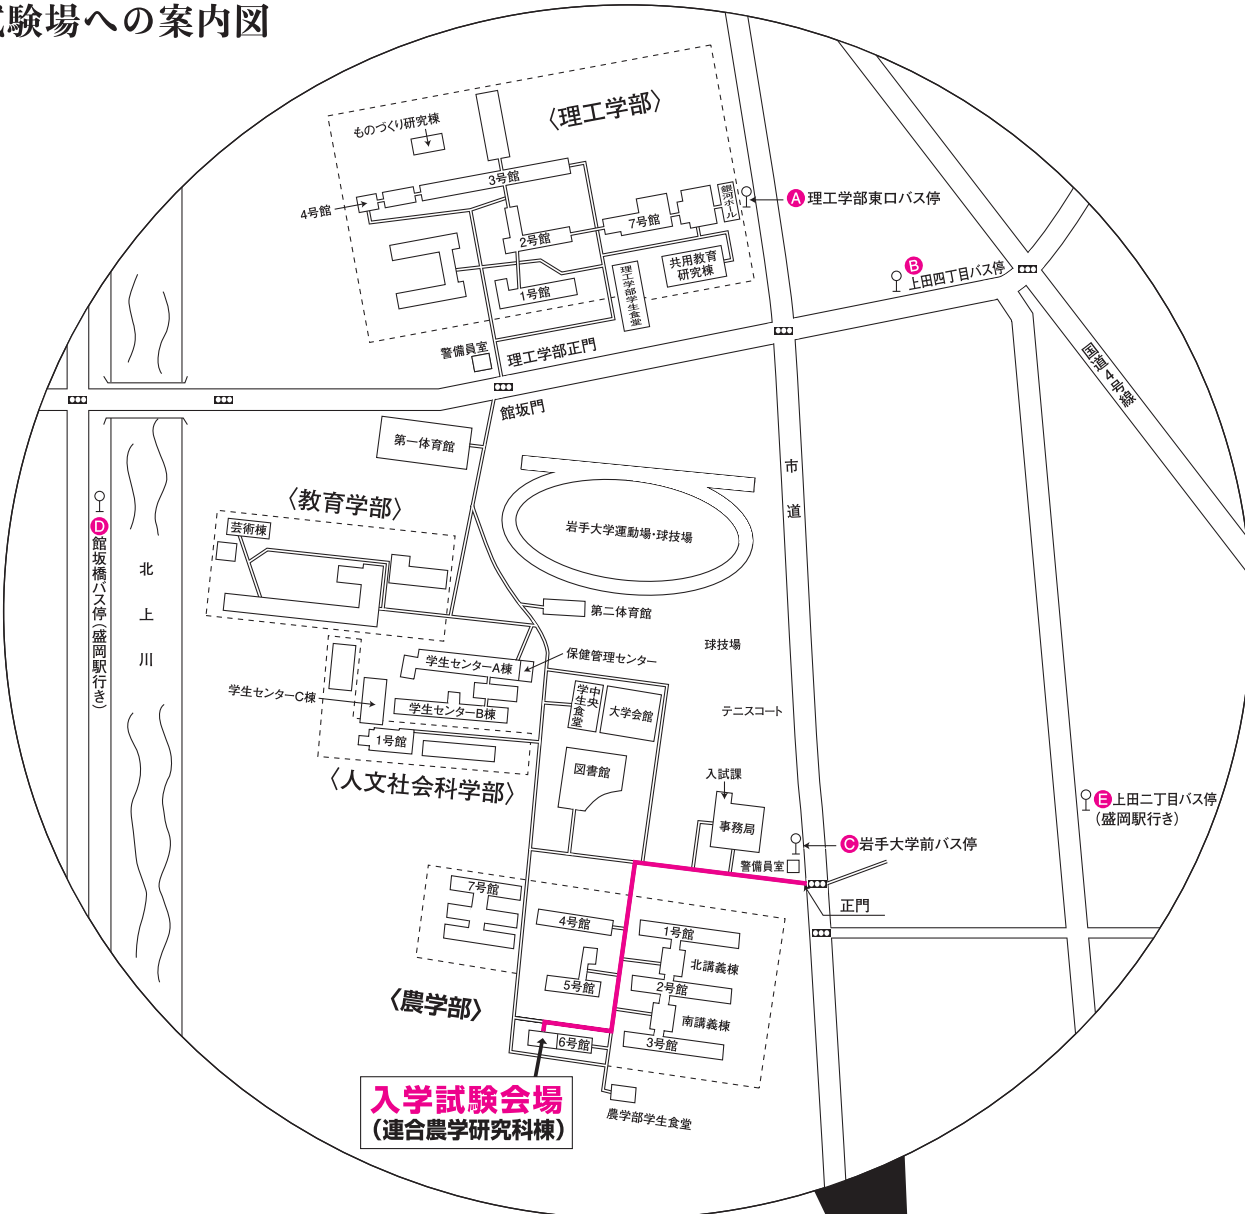 試験場への案内図
〈理工学部〉
ものづくり研究棟
3号館
4号館
2号館
7号館
銀河ホール
A 理工学部東口バス停
共用教育
研究棟
理工学部学生食堂
1号館
B
上田四丁目バス停
警備員室
理工学部正門
国道4号線
館坂門
第一体育館
市道
〈教育学部〉
芸術棟
岩手大学運動場・球技場
D
館坂橋バス停(盛岡駅行き)
北上川
第二体育館
球技場
保健管理センター
学生センターA棟
学生センターC棟
学生センターB棟
中央
学生食堂
大学会館
テニスコート
1号館
〈人文社会科学部〉
図書館
入試課
事務局
E 上田二丁目バス停
(盛岡駅行き)
C 岩手大学前バス停
警備員室
正門
7号館
4号館
1号館
北講義棟
5号館
2号館
〈農学部〉
南講義棟
6号館
3号館
入学試験会場
(連合農学研究科棟)
農学部学生食堂